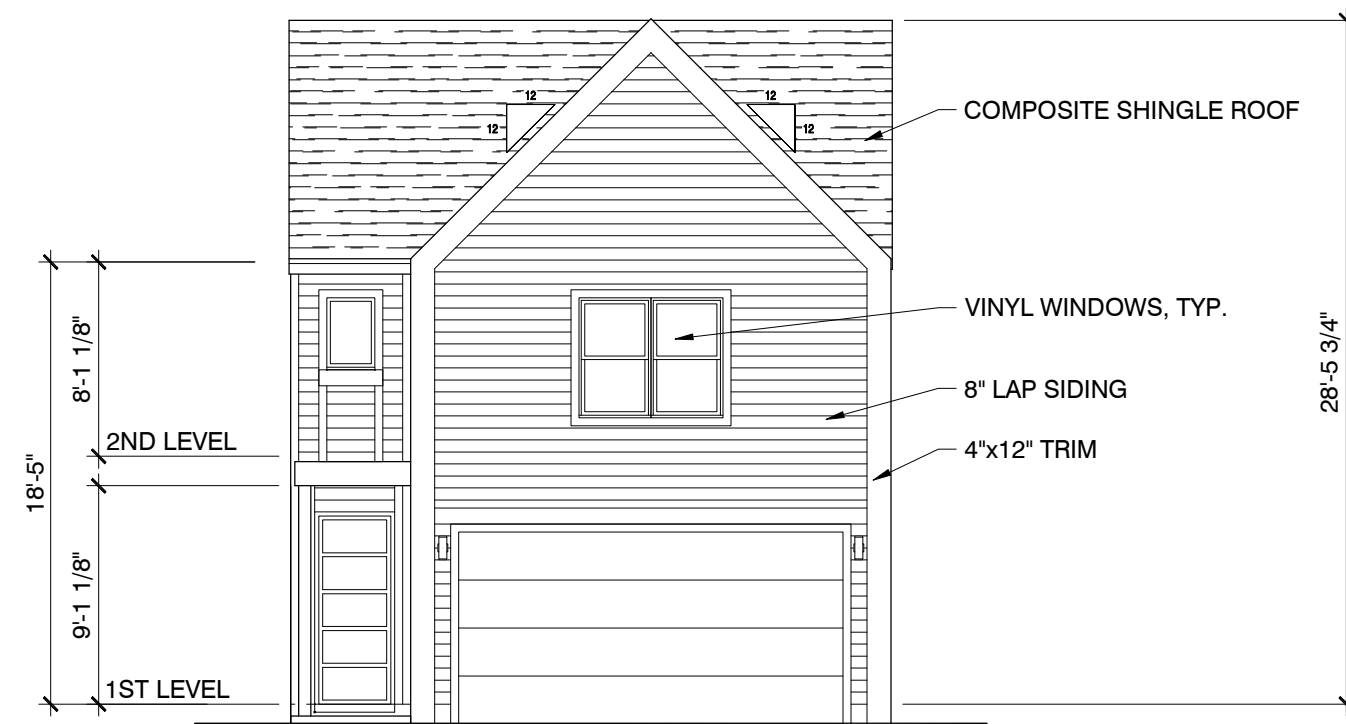 12
12
12
12
COMPOSITE SHINGLE ROOF
VINYL WINDOWS, TYP.
8" LAP SIDING
4"x12" TRIM
28'-5 3/4"
8'-1 1/8"
2ND LEVEL
18'-5"
9'-1 1/8"
1ST LEVEL